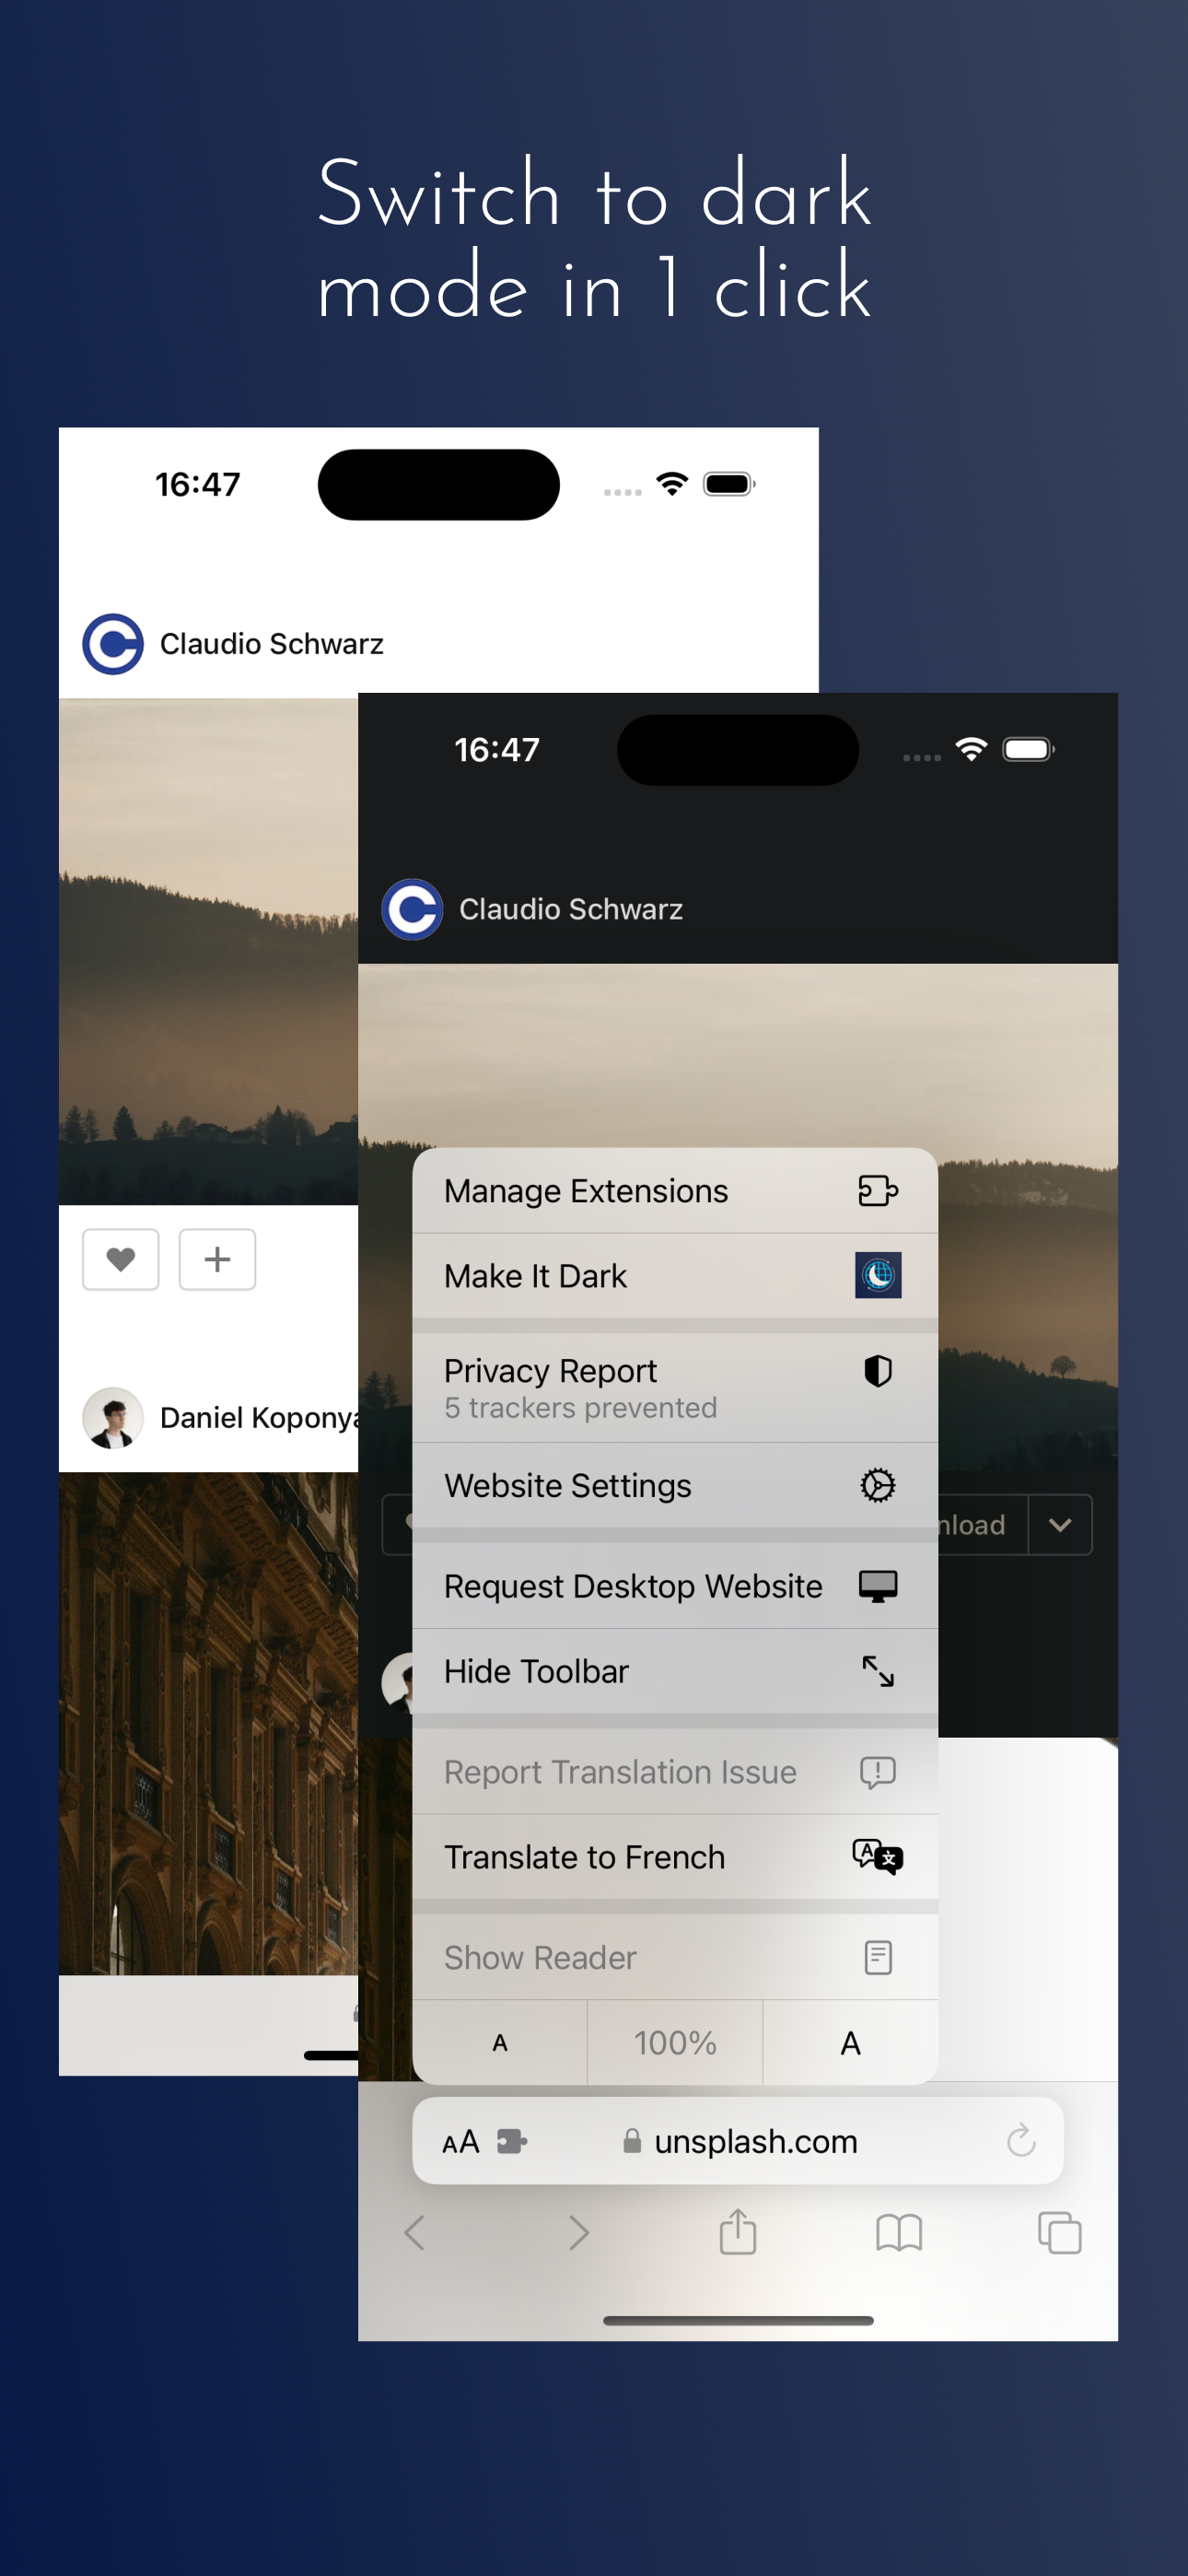 Switch to dark
mode in 1 click
16:47
Claudio Schwarz
16:47
Claudio Schwarz
Manage Extensions
Make It Dark
Privacy Report
5 trackers prevented
Website Settings
Request Desktop Website
Hide Toolbar
Report Translation Issue
Translate to French
Show Reader
A 100% A
AA unsplash.com
Daniel